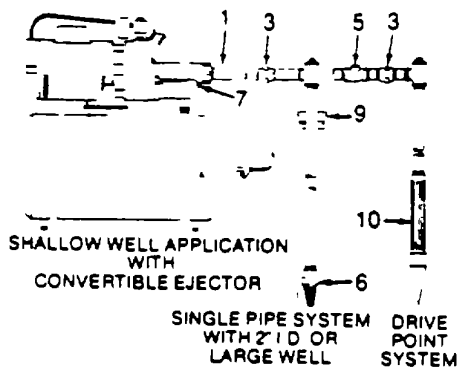 1 3 5 3
7
9
10
SHALLOW WELL APPLICATION
WITH
CONVERTIBLE EJECTOR
6
SINGLE PIPE SYSTEM
WITH 2" I D OR
LARGE WELL
DRIVE
POINT
SYSTEM